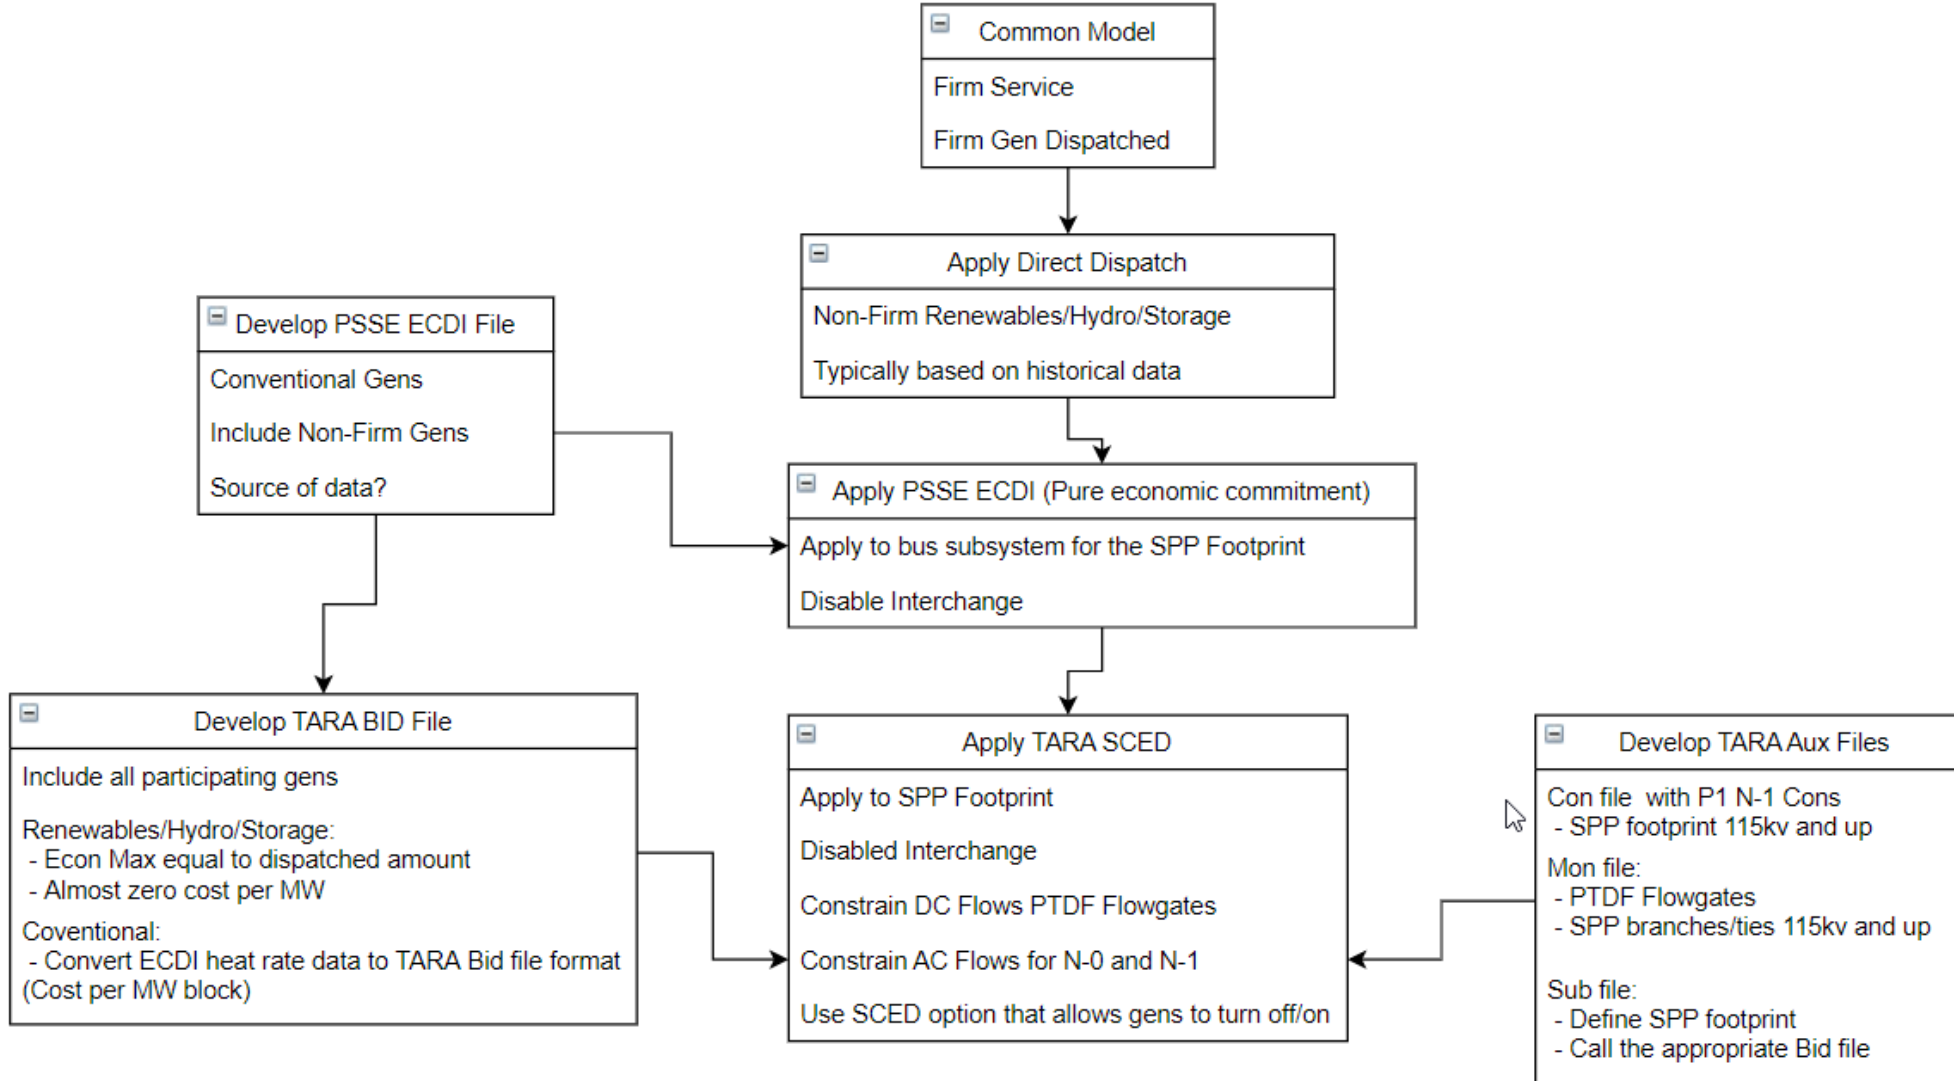 Common Model
Firm Service
Firm Gen Dispatched
Apply Direct Dispatch
Non-Firm Renewables/Hydro/Storage
Typically based on historical data
Develop PSSE ECDI File
Conventional Gens
Include Non-Firm Gens
Source of data?
Apply PSSE ECDI (Pure economic commitment)
Apply to bus subsystem for the SPP Footprint
Disable Interchange
Develop TARA BID File
Include all participating gens
Renewables/Hydro/Storage:
- Econ Max equal to dispatched amount
- Almost zero cost per MW
Coventional:
- Convert ECDI heat rate data to TARA Bid file format
(Cost per MW block)
Apply TARA SCED
Apply to SPP Footprint
Disabled Interchange
Constrain DC Flows PTDF Flowgates
Constrain AC Flows for N-0 and N-1
Use SCED option that allows gens to turn off/on
Develop TARA Aux Files
Con file with P1 N-1 Cons
- SPP footprint 115kv and up
Mon file:
- PTDF Flowgates
- SPP branches/ties 115kv and up
Sub file:
- Define SPP footprint
- Call the appropriate Bid file